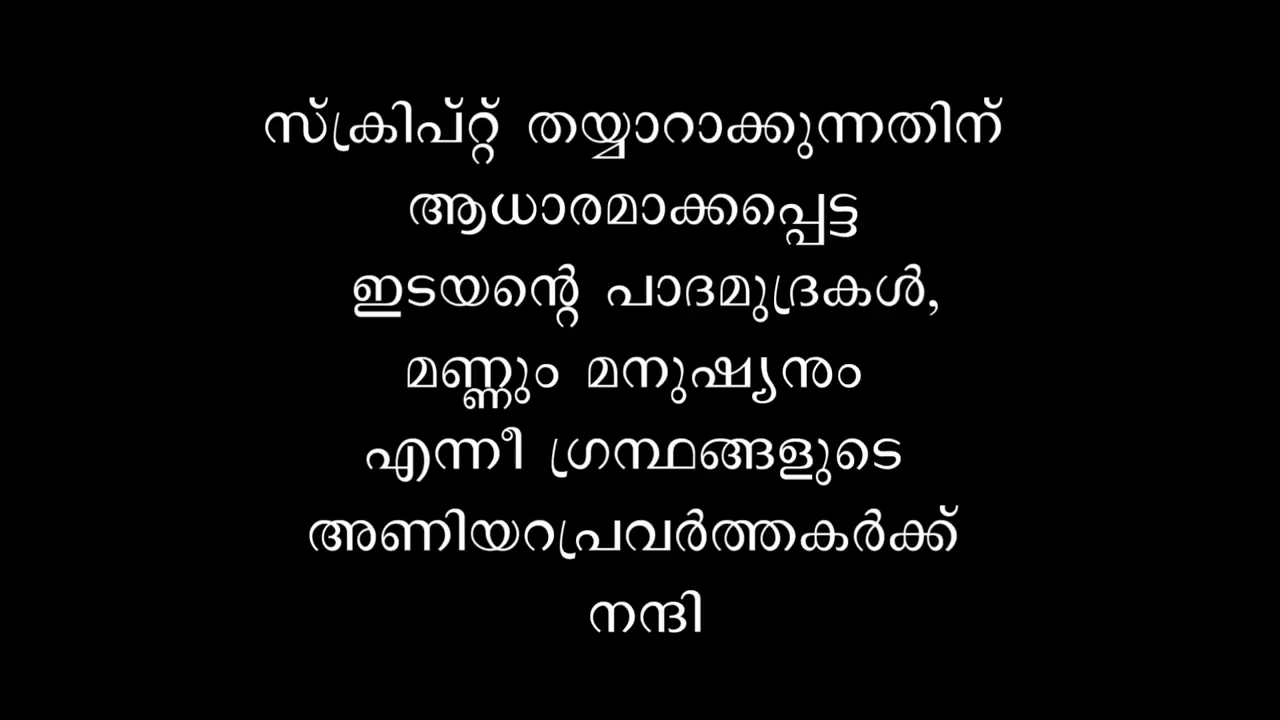 സ്ക്രിപ്റ്റ് തയ്യാറാക്കുന്നതിന്
ആധാരമാക്കപ്പെട്ട
ഇടയന്റെ പാദമുദ്രകൾ,
മണ്ണും മനുഷ്യനും
എന്നീ ഗ്രന്ഥങ്ങളുടെ
അണിയറപ്രവർത്തകർക്ക്
നന്ദി